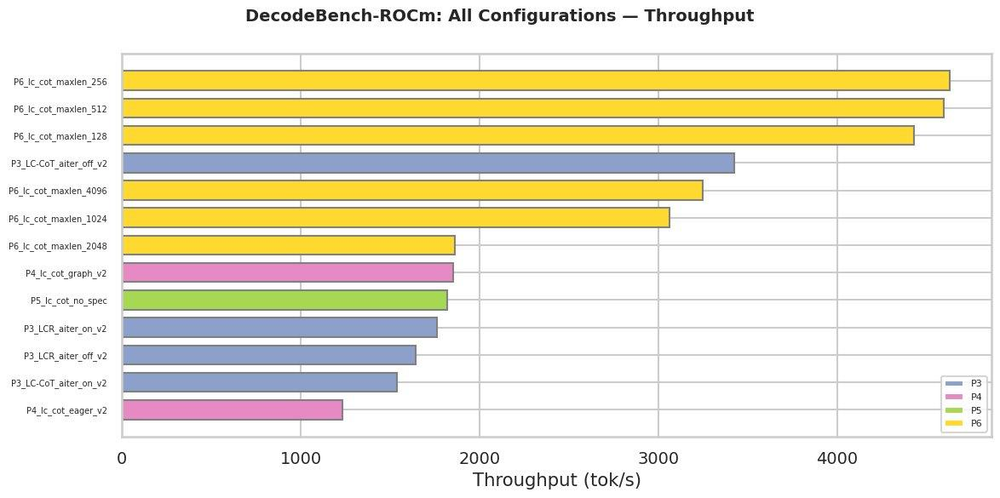 DecodeBench-ROCm: All Configurations — Throughput
P6_lc_cot_maxlen_256
P6_lc_cot_maxlen_512
P6_lc_cot_maxlen_128
P3_LC-CoT_aiter_off_v2
P6_lc_cot_maxlen_4096
P6_lc_cot_maxlen_1024
P6_lc_cot_maxlen_2048
P4_lc_cot_graph_v2
P5_lc_cot_no_spec
P3_LCR_aiter_on_v2
P3_LCR_aiter_off_v2
P3_LC-CoT_aiter_on_v2
P4_lc_cot_eager_v2
P3
P4
P5
P6
0 1000 2000 3000 4000
Throughput (tok/s)